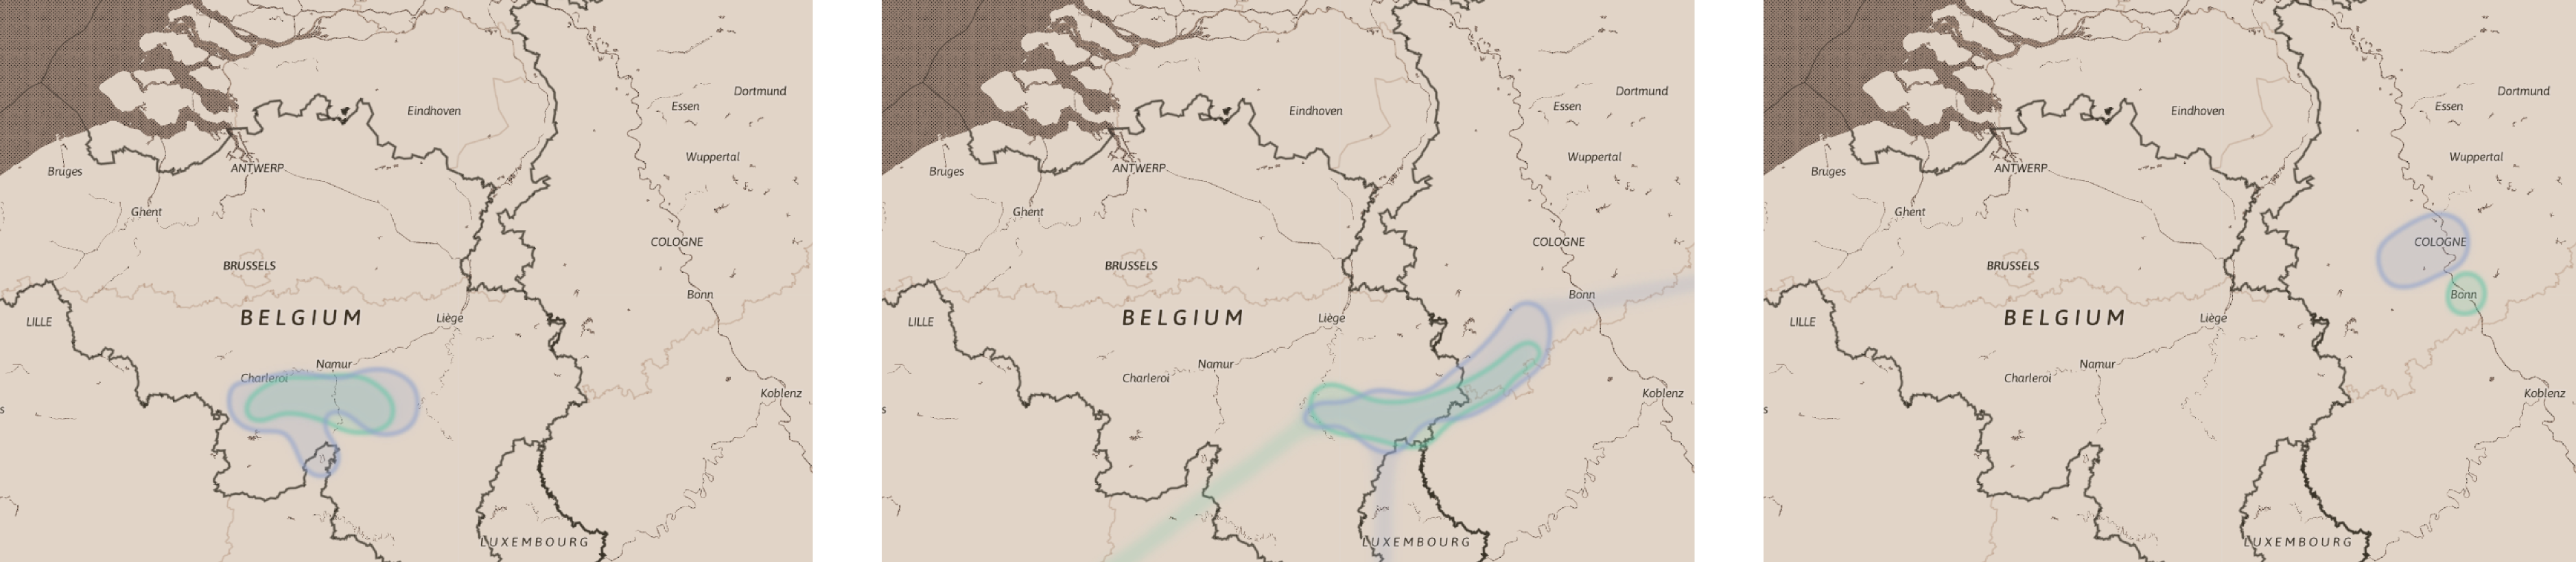 Dortmund
Essen
Eindhoven
Wuppertal
ANTWERP
Bruges
Ghent
COLOGNE
BRUSSELS
Bonn
BELGIUM
Liège
LILLE
Namur
Charleroi
Koblenz
LUXEMBOURG
Dortmund
Essen
Eindhoven
Wuppertal
ANTWERP
Bruges
Ghent
COLOGNE
BRUSSELS
Bonn
BELGIUM
Liège
LILLE
Namur
Charleroi
Koblenz
LUXEMBOURG
Dortmund
Essen
Eindhoven
Wuppertal
ANTWERP
Bruges
Ghent
COLOGNE
BRUSSELS
Bonn
BELGIUM
Liège
LILLE
Namur
Charleroi
Koblenz
LUXEMBOURG